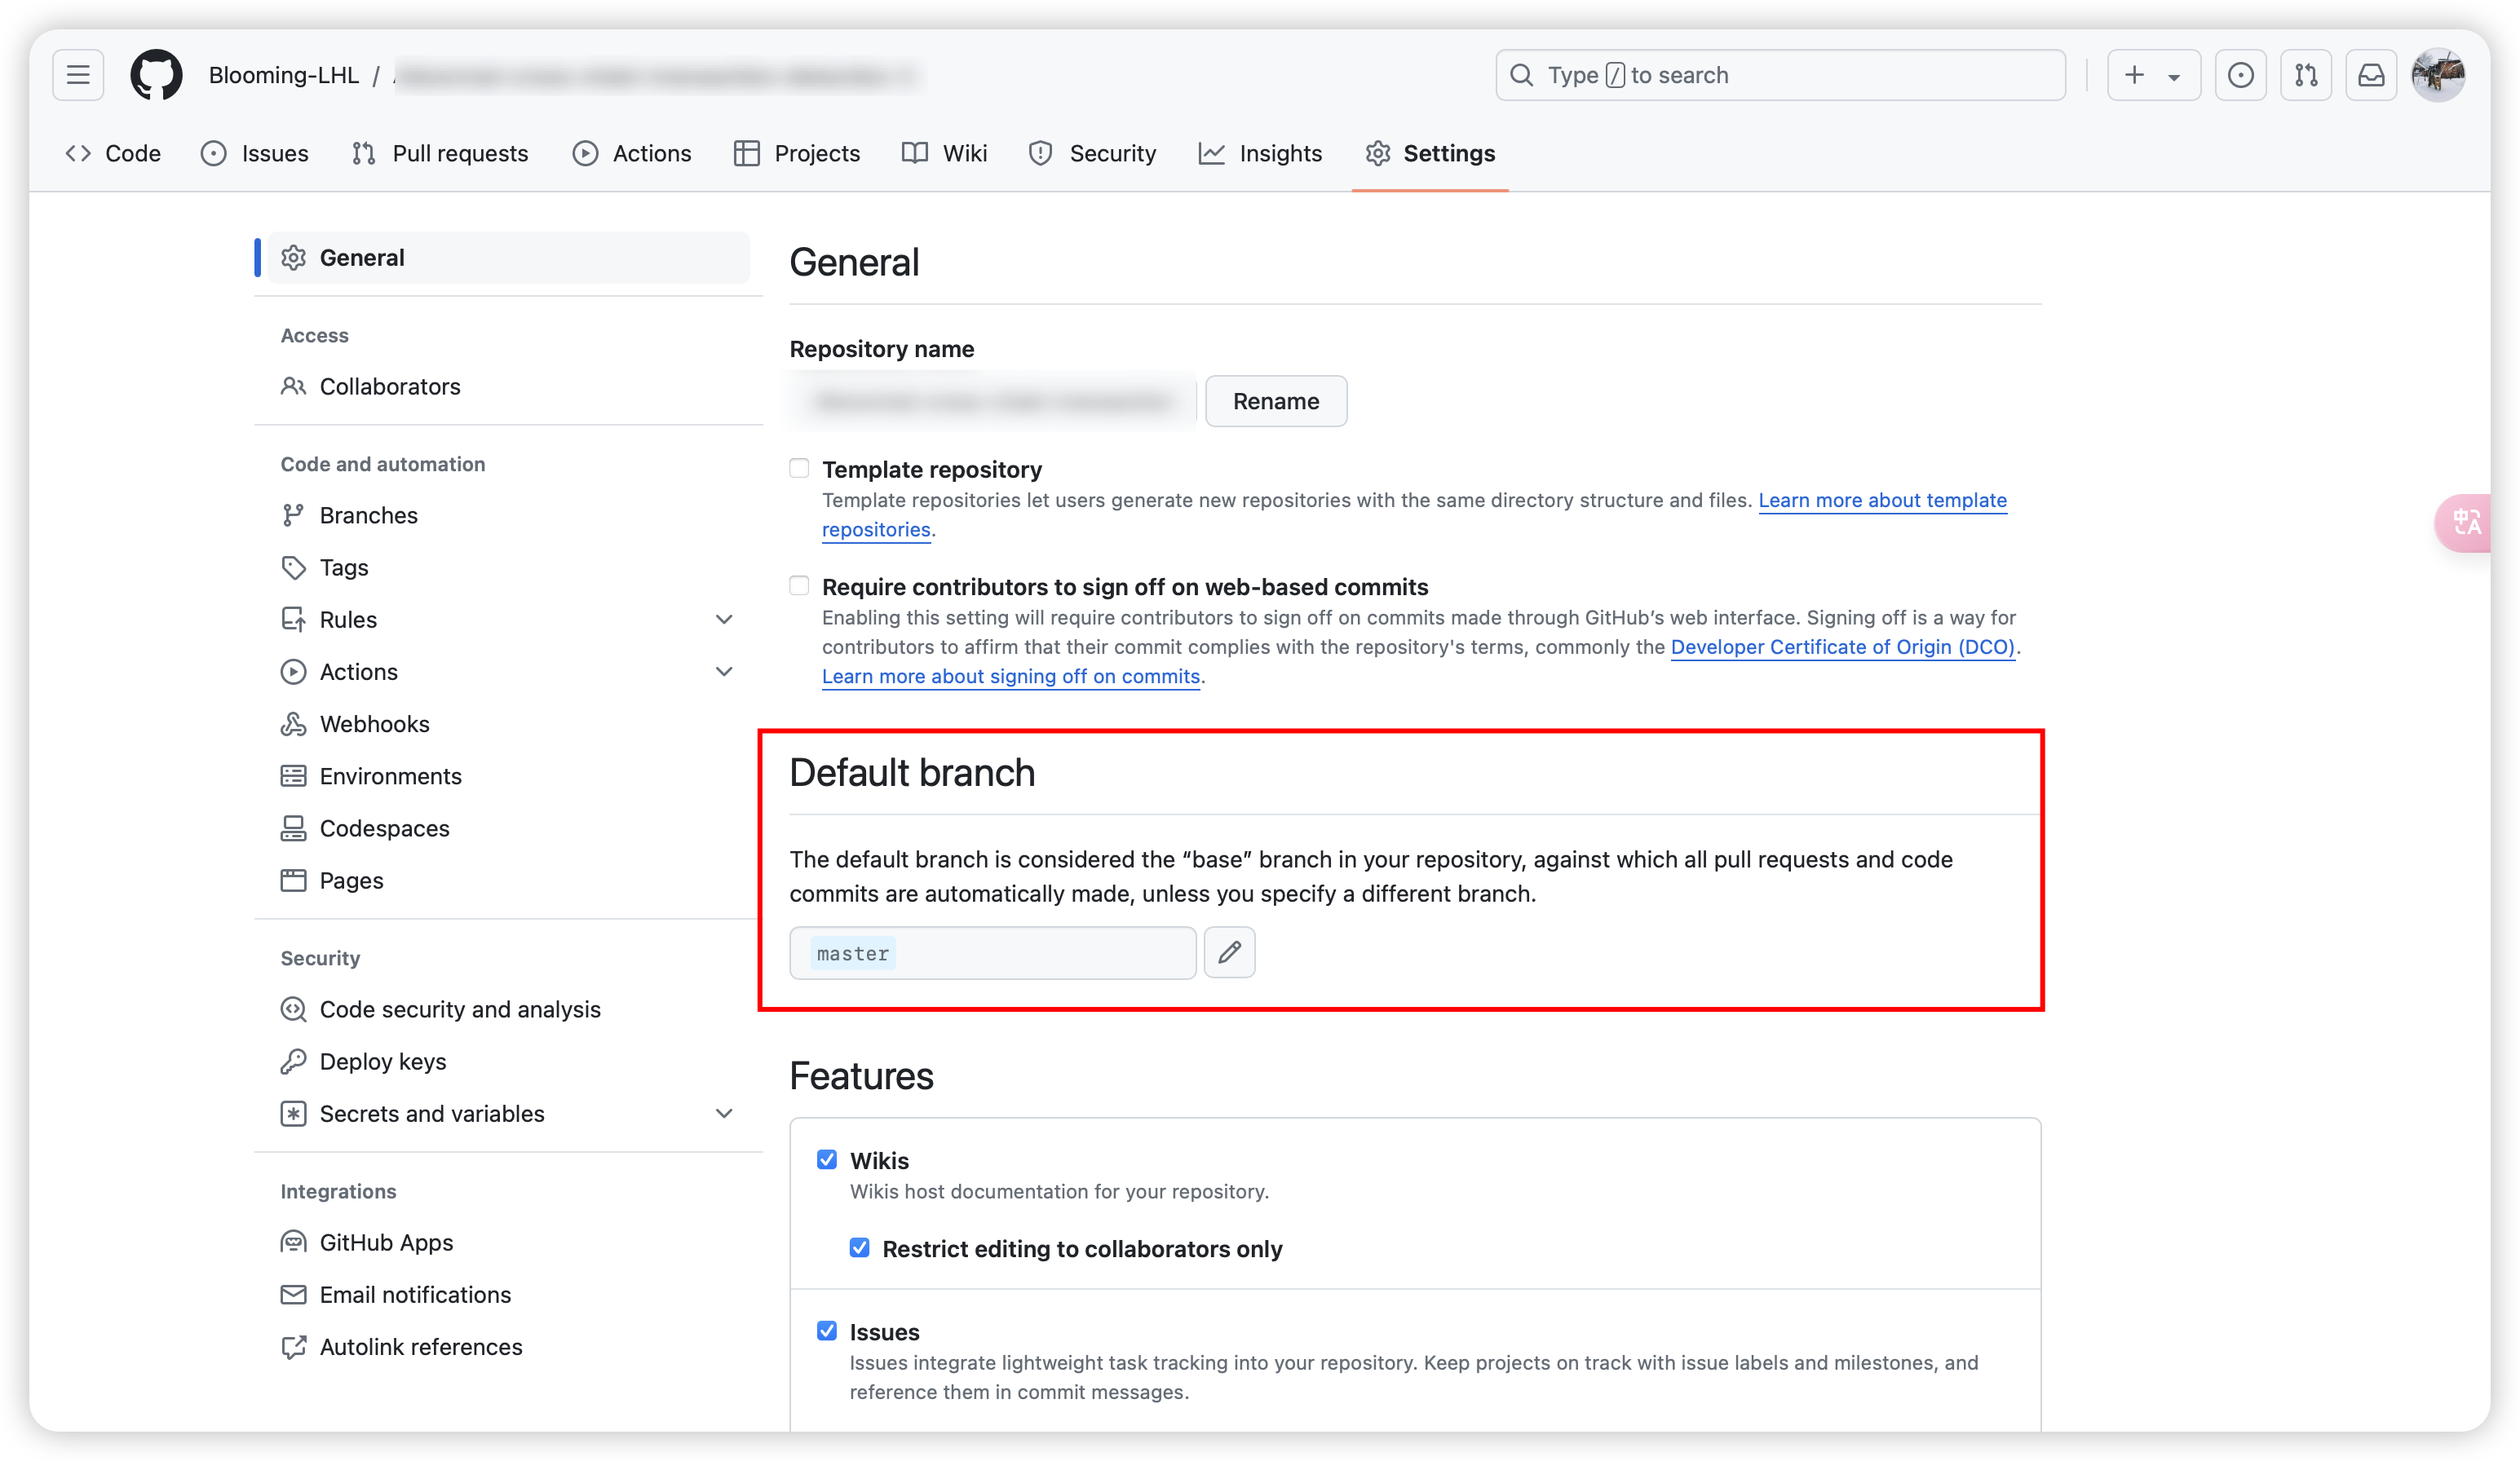 Blooming-LHL /
Type / to search
Code
Issues
Pull requests
Actions
Projects
Wiki
Security
Insights
Settings
General
Access
Collaborators
Code and automation
Branches
Tags
Rules
Actions
Webhooks
Environments
Codespaces
Pages
Security
Code security and analysis
Deploy keys
Secrets and variables
Integrations
GitHub Apps
Email notifications
Autolink references
General
Repository name
Rename
Template repository
Template repositories let users generate new repositories with the same directory structure and files. Learn more about template
repositories.
Require contributors to sign off on web-based commits
Enabling this setting will require contributors to sign off on commits made through GitHub’s web interface. Signing off is a way for
contributors to affirm that their commit complies with the repository's terms, commonly the Developer Certificate of Origin (DCO).
Learn more about signing off on commits.
Default branch
The default branch is considered the “base” branch in your repository, against which all pull requests and code
commits are automatically made, unless you specify a different branch.
master
Features
Wikis
Wikis host documentation for your repository.
Restrict editing to collaborators only
Issues
Issues integrate lightweight task tracking into your repository. Keep projects on track with issue labels and milestones, and
reference them in commit messages.